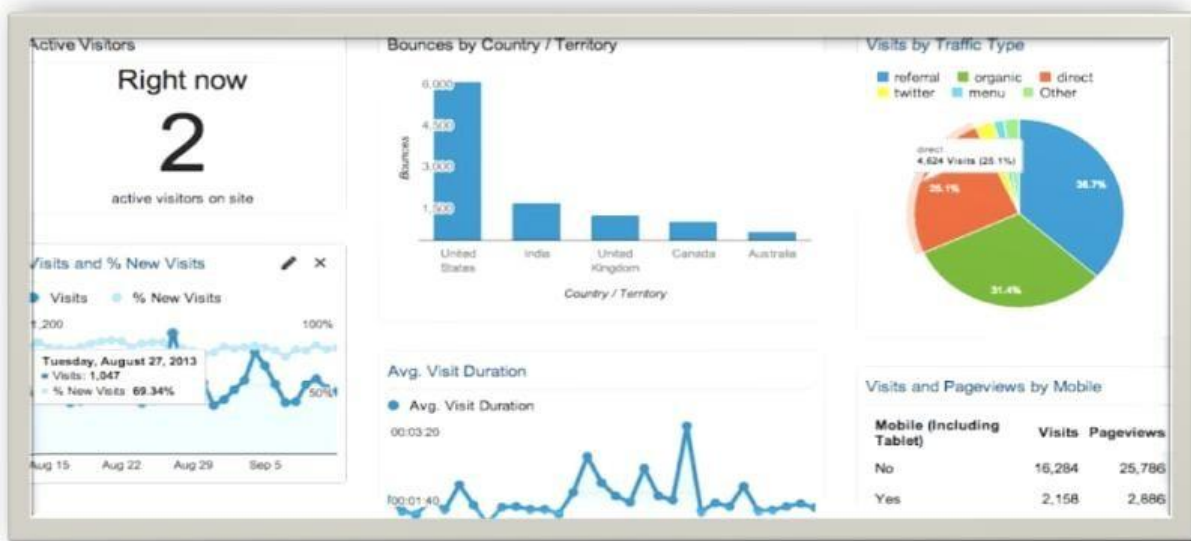 Active Visitors
Right now
2
active visitors on site
Visits and % New Visits
Visits % New Visits
1,200 100%
Tuesday, August 27, 2013
Visits: 1,047
% New Visits: 69.34%
50%
Aug 15 Aug 22 Aug 29 Sep 5
Bounces by Country / Territory
6,000
4,500
3,000
1,500
Bounces
United States
India
United Kingdom
Canada
Australia
Country / Territory
Avg. Visit Duration
Avg. Visit Duration
00:03:20
00:01:40
Visits by Traffic Type
referral organic direct
twitter menu Other
direct
4,624 Visits (25.1%)
36.7%
25.1%
31.4%
Visits and Pageviews by Mobile
Mobile (Including Tablet) Visits Pageviews
No 16,284 25,786
Yes 2,158 2,886